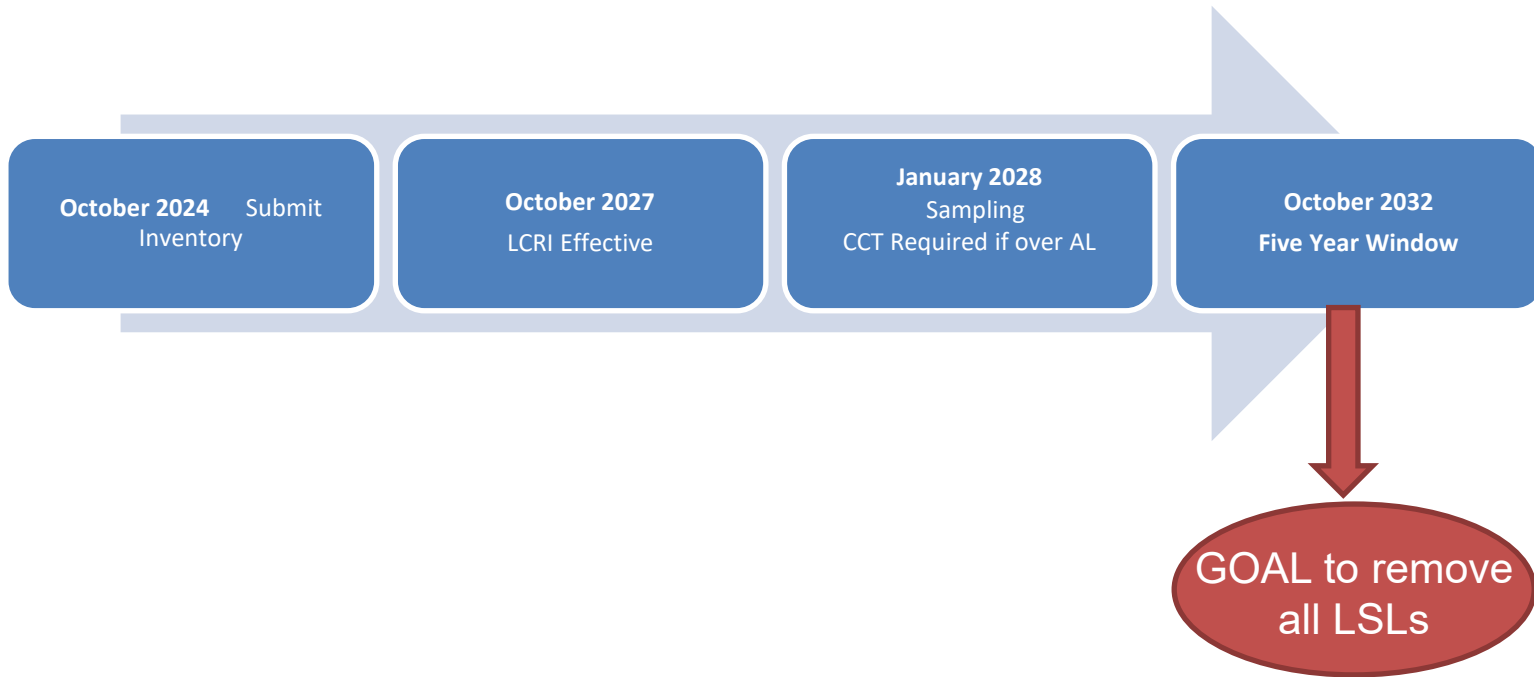 October 2024 Submit
Inventory
October 2027
LCRI Effective
January 2028
Sampling
CCT Required if over AL
October 2032
Five Year Window
GOAL to remove
all LSLs